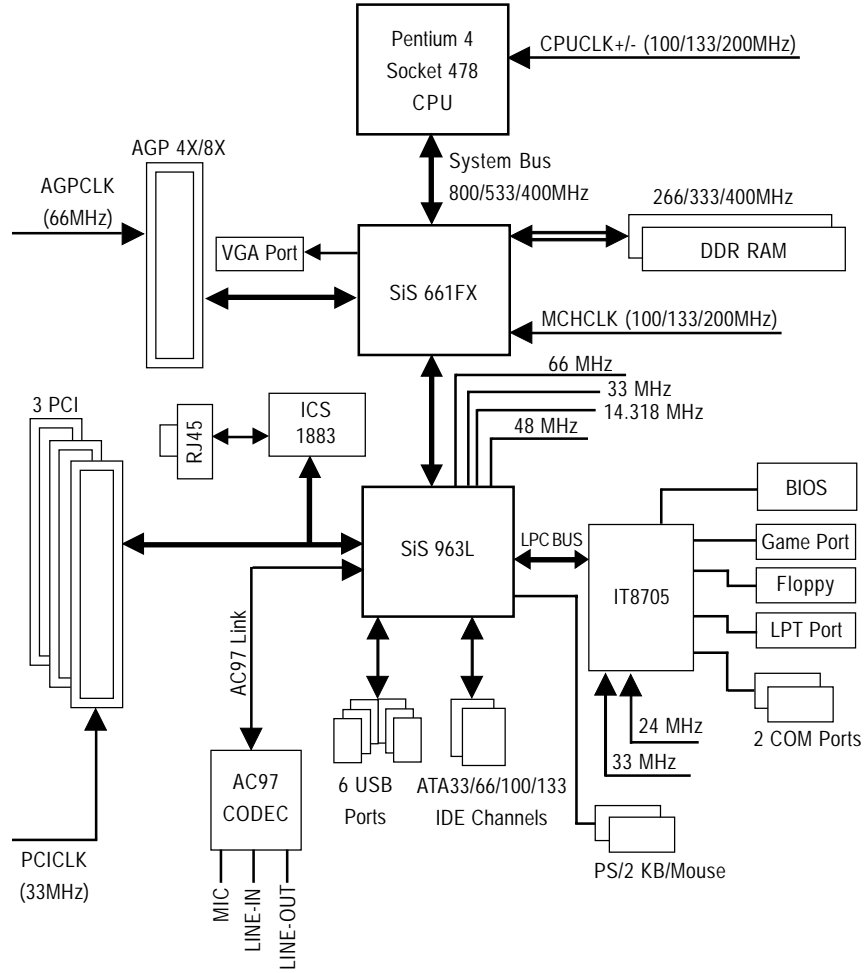 Pentium 4
Socket 478
CPU
CPUCLK+/- (100/133/200MHz)
AGP 4X/8X
System Bus
800/533/400MHz
AGPCLK
(66MHz)
266/333/400MHz
VGA Port
DDR RAM
SiS 661FX
MCHCLK (100/133/200MHz)
66 MHz
33 MHz
14.318 MHz
48 MHz
3 PCI
RJ45
ICS
1883
BIOS
SiS 963L
LPC BUS
Game Port
IT8705
Floppy
LPT Port
AC97 Link
24 MHz
33 MHz
2 COM Ports
AC97
CODEC
6 USB
Ports
ATA33/66/100/133
IDE Channels
PS/2 KB/Mouse
PCICLK
(33MHz)
MIC
LINE-IN
LINE-OUT